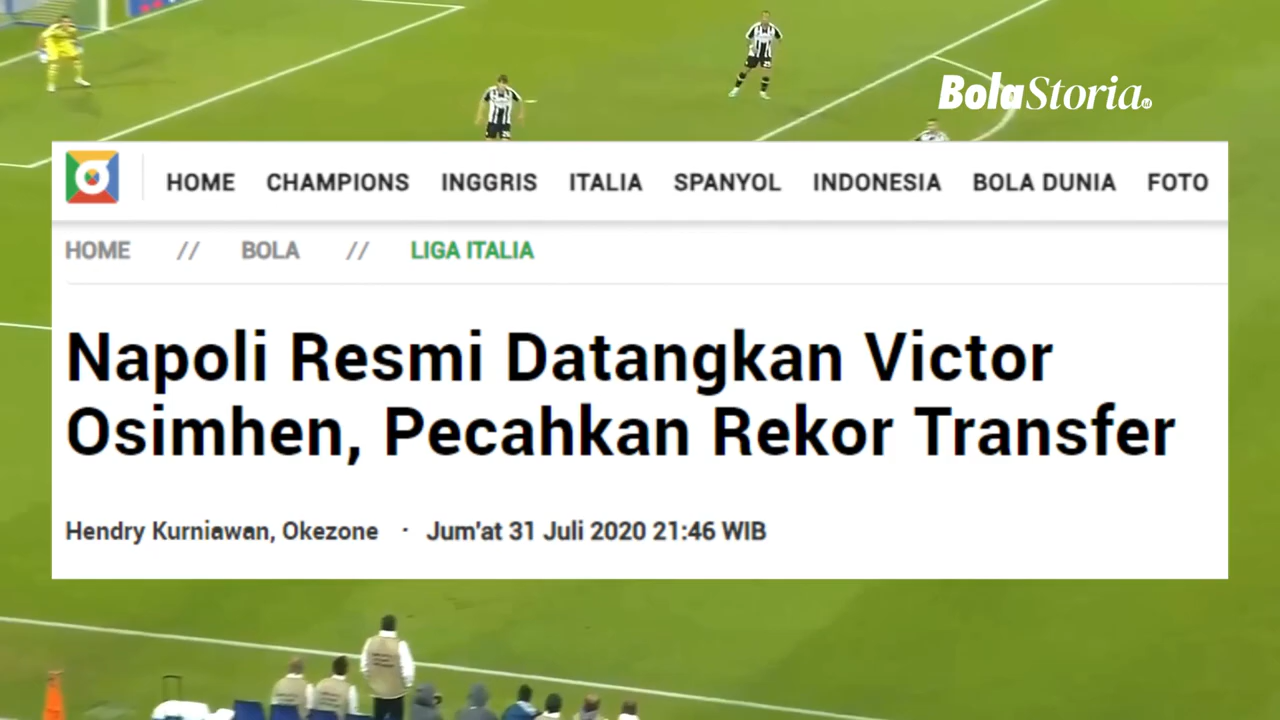 BolaStoria.
HOME CHAMPIONS INGGRIS ITALIA SPANYOL INDONESIA BOLA DUNIA FOTO
HOME // BOLA // LIGA ITALIA
Napoli Resmi Datangkan Victor
Osimhen, Pecahkan Rekor Transfer
Hendry Kurniawan, Okezone · Jum'at 31 Juli 2020 21:46 WIB